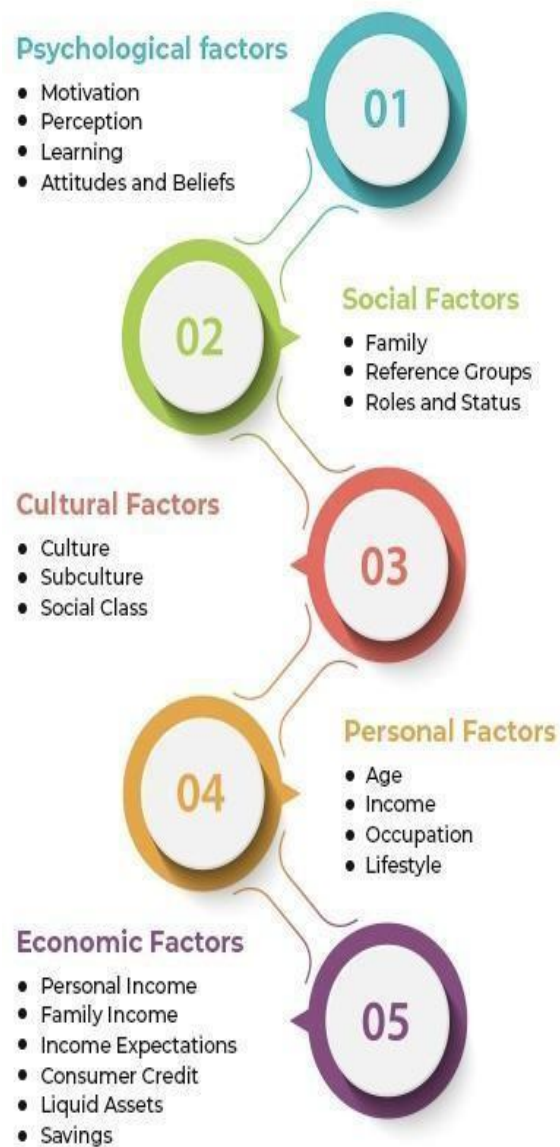 Psychological factors
• Motivation
• Perception
• Learning
• Attitudes and Beliefs
01
02
Social Factors
• Family
• Reference Groups
• Roles and Status
Cultural Factors
• Culture
• Subculture
• Social Class
03
04
Personal Factors
• Age
• Income
• Occupation
• Lifestyle
Economic Factors
• Personal Income
• Family Income
• Income Expectations
• Consumer Credit
• Liquid Assets
• Savings
05